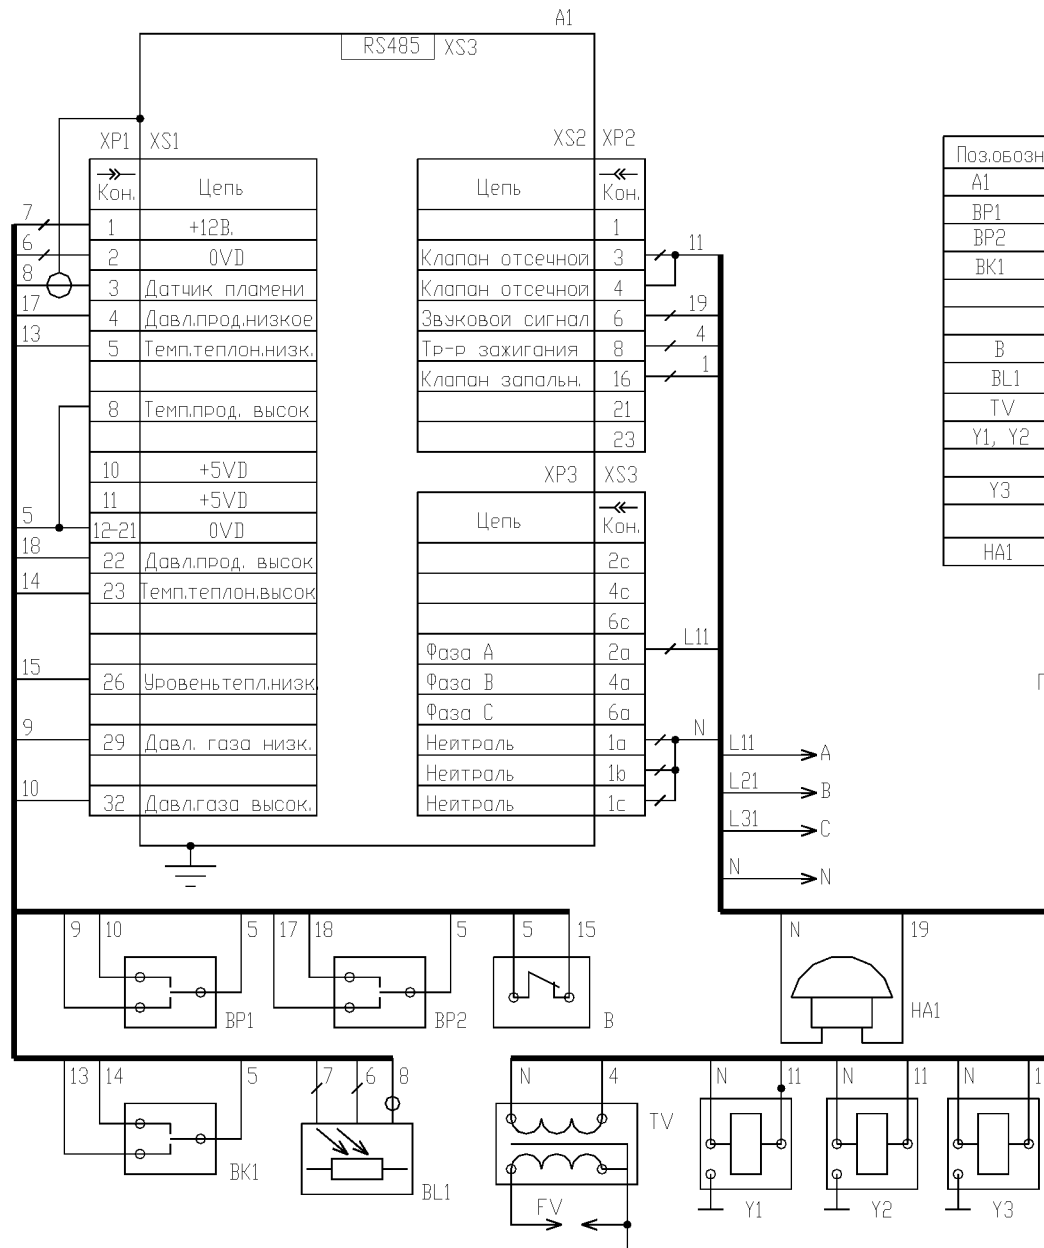 A1
RS485 XS3
XP1 XS1
Кон. Цепь
1 +12В.
2 0VD
3 Датчик пламени
4 Давл.прод.низкое
5 Темп.теплон.низк.
8 Темп.прод. высок
10 +5VD
11 +5VD
12-21 0VD
22 Давл.прод. высок
23 Темп.теплон.высок
26 Уровеньтепл.низк.
29 Давл. газа низк.
32 Давл.газа высок.
7
6
8
17
13
5
18
14
15
9
10
XS2 XP2
Цепь Кон.
1
Клапан отсечной 3
Клапан отсечной 4
Звуковой сигнал 6
Тр-р зажигания 8
Клапан запальн. 16
21
23
11
19
4
1
XP3 XS3
Цепь Кон.
2c
4c
6c
Фаза А 2a
Фаза В 4a
Фаза С 6a
Нейтраль 1a
Нейтраль 1b
Нейтраль 1c
L11
N
L11 A
L21 B
L31 C
N N
Поз.обозн
A1
BP1
BP2
BK1
B
BL1
TV
Y1, Y2
Y3
HA1
П
9 10 5 17 18 5 5 15
BP1 BP2 B
N 19
HA1
13 14 5 7 6 8
BK1 BL1
N 4
TV
FV
N 11 N 11 N 1
Y1 Y2 Y3